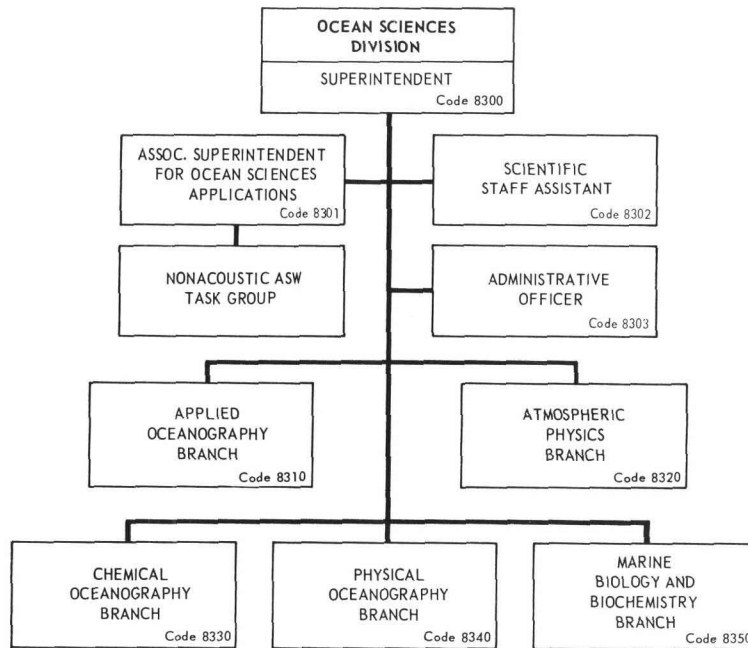 OCEAN SCIENCES
DIVISION
SUPERINTENDENT
Code 8300
ASSOC. SUPERINTENDENT
FOR OCEAN SCIENCES
APPLICATIONS
Code 8301
SCIENTIFIC
STAFF ASSISTANT
Code 8302
NONACOUSTIC ASW
TASK GROUP
ADMINISTRATIVE
OFFICER
Code 8303
APPLIED
OCEANOGRAPHY
BRANCH
Code 8310
ATMOSPHERIC
PHYSICS
BRANCH
Code 8320
CHEMICAL
OCEANOGRAPHY
BRANCH
Code 8330
PHYSICAL
OCEANOGRAPHY
BRANCH
Code 8340
MARINE
BIOLOGY AND
BIOCHEMISTRY
BRANCH
Code 8350